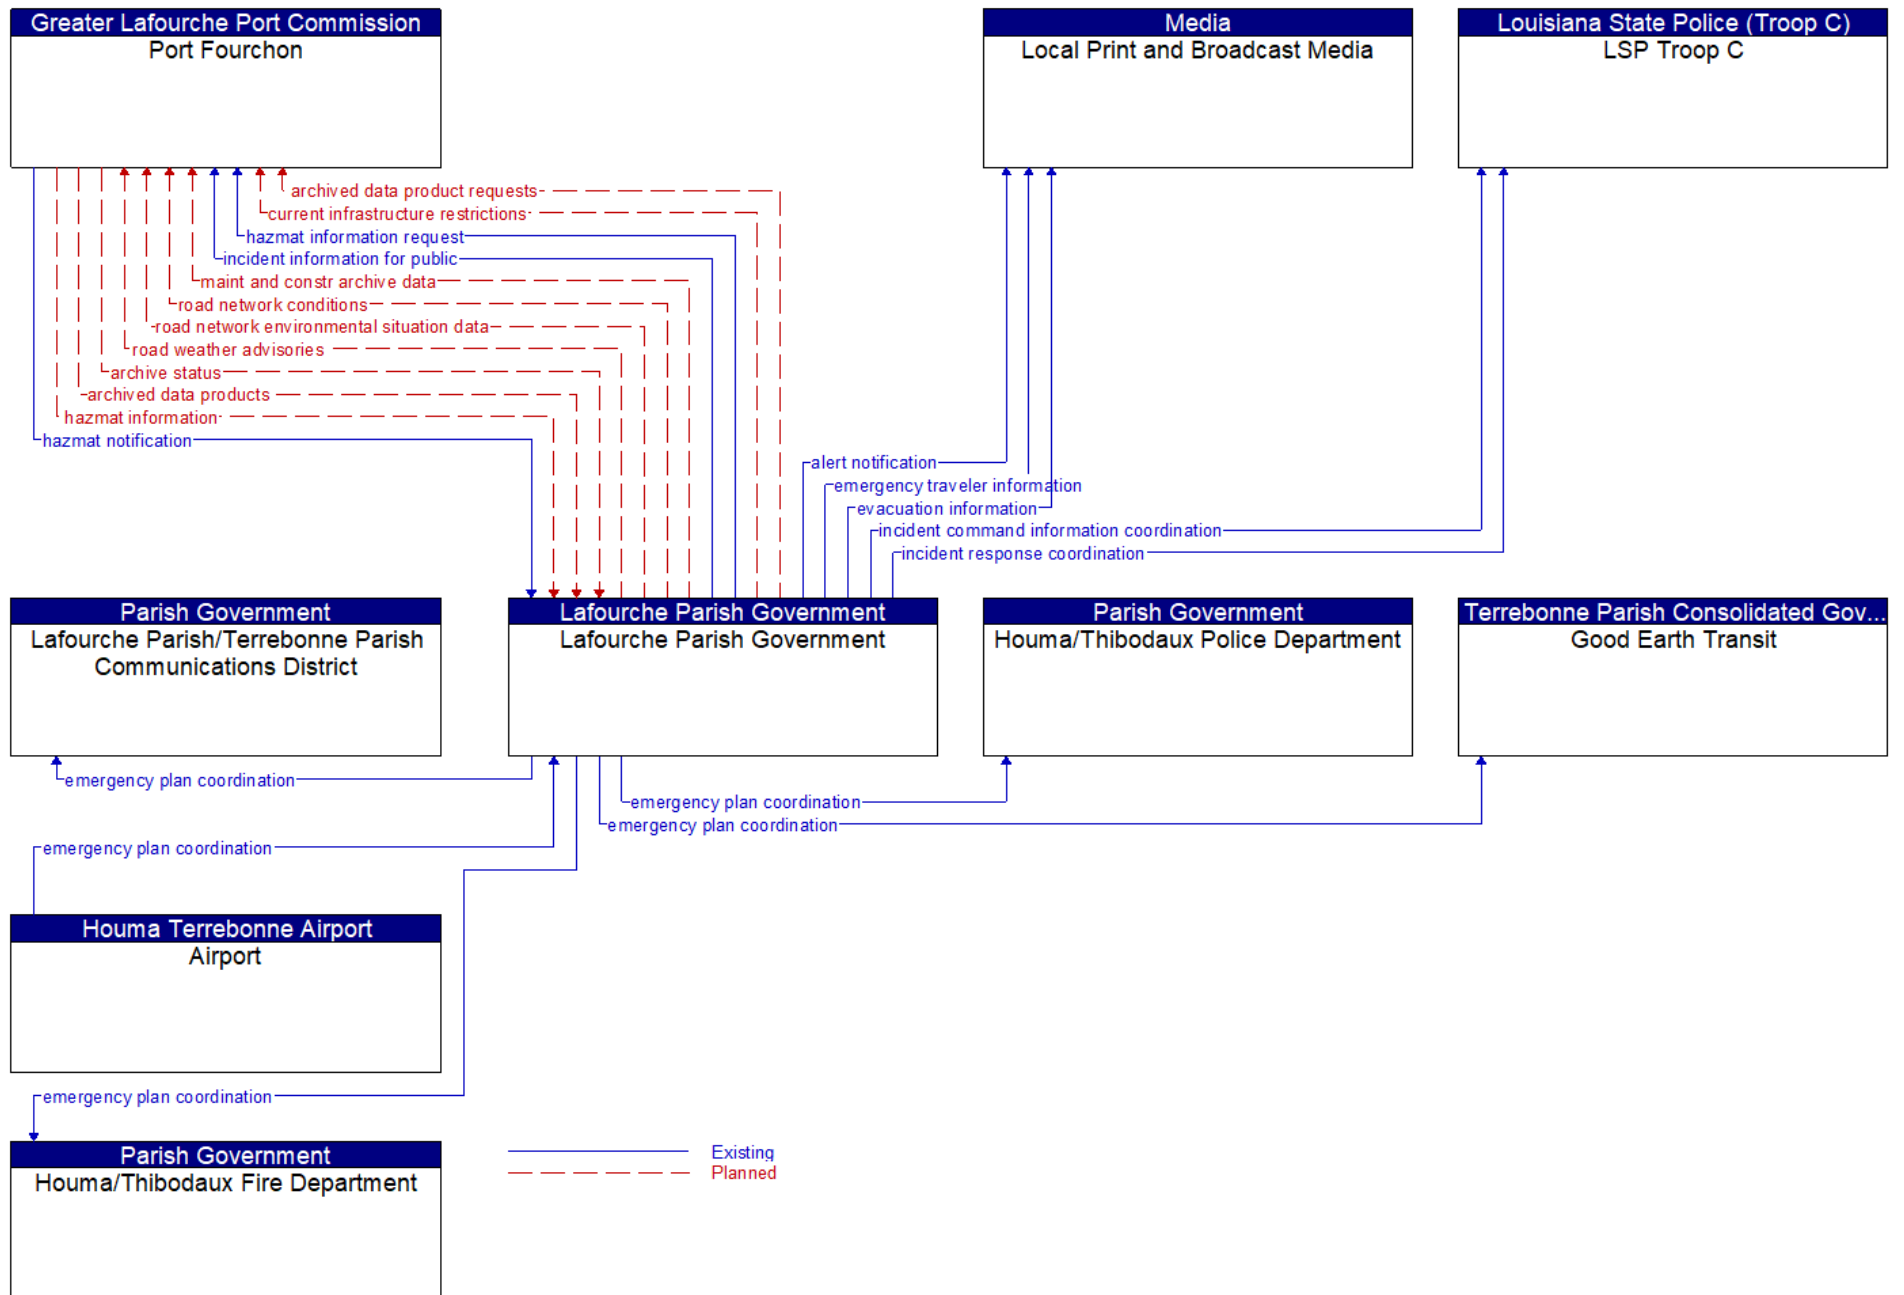 Greater Lafourche Port Commission
Port Fourchon
Media
Local Print and Broadcast Media
Louisiana State Police (Troop C)
LSP Troop C
archived data product requests
current infrastructure restrictions
hazmat information request
incident information for public
maint and constr archive data
road network conditions
road network environmental situation data
road weather advisories
archive status
archived data products
hazmat information
hazmat notification
alert notification
emergency traveler information
evacuation information
incident command information coordination
incident response coordination
Parish Government
Lafourche Parish/Terrebonne Parish
Communications District
Lafourche Parish Government
Lafourche Parish Government
Parish Government
Houma/Thibodaux Police Department
Terrebonne Parish Consolidated Gov...
Good Earth Transit
emergency plan coordination
emergency plan coordination
emergency plan coordination
emergency plan coordination
Houma Terrebonne Airport
Airport
emergency plan coordination
Parish Government
Houma/Thibodaux Fire Department
Existing
Planned